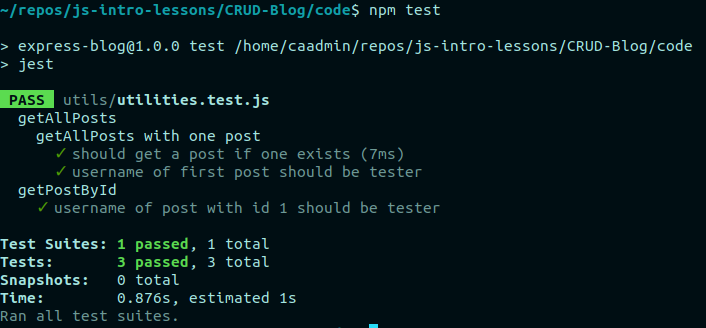 ~/repos/js-intro-lessons/CRUD-Blog/code$ npm test
> express-blog@1.0.0 test /home/caadmin/repos/js-intro-lessons/CRUD-Blog/code
> jest
PASS utils/utilities.test.js
getAllPosts
getAllPosts with one post
✓ should get a post if one exists (7ms)
✓ username of first post should be tester
getPostById
✓ username of post with id 1 should be tester
Test Suites: 1 passed, 1 total
Tests: 3 passed, 3 total
Snapshots: 0 total
Time: 0.876s, estimated 1s
Ran all test suites.